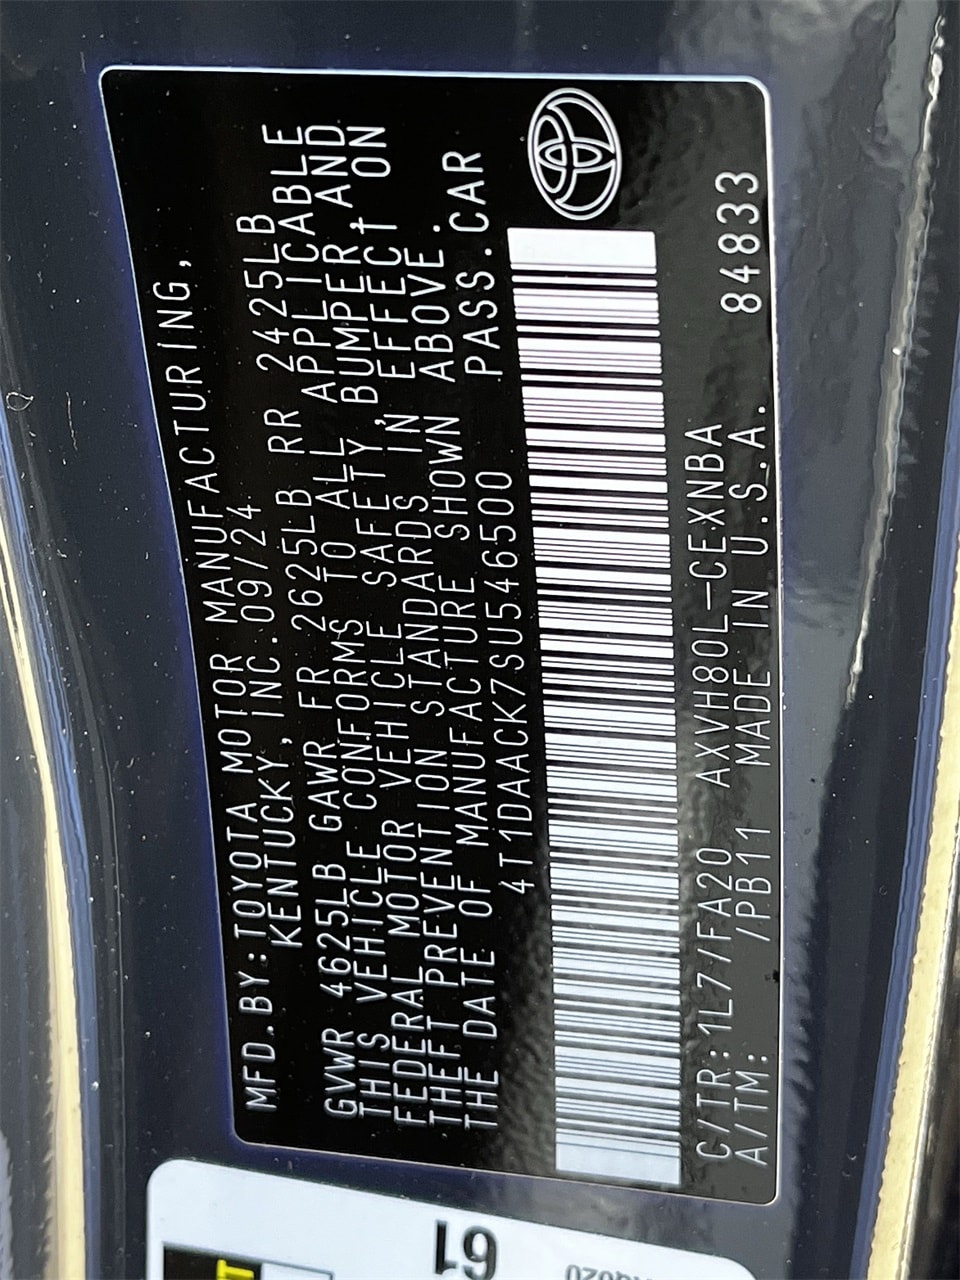 MFD.BY:TOYOTA MOTOR MANUFACTURING,
KENTUCKY,INC.09/24
GVWR 4625LB GAWR FR 2625LB RR 2425LB
THIS VEHICLE CONFORMS TO ALL APPLICABLE
FEDERAL MOTOR VEHICLE SAFETY,BUMPER,AND
THEFT PREVENTION STANDARDS IN EFFECT ON
THE DATE OF MANUFACTURE SHOWN ABOVE.
4T1DAACK7SU546500 PASS.CAR
C/TR:1L7/FA20 AXVH80L-CEXNBA 84833
A/TM: /PB11 MADE IN U.S.A.
61